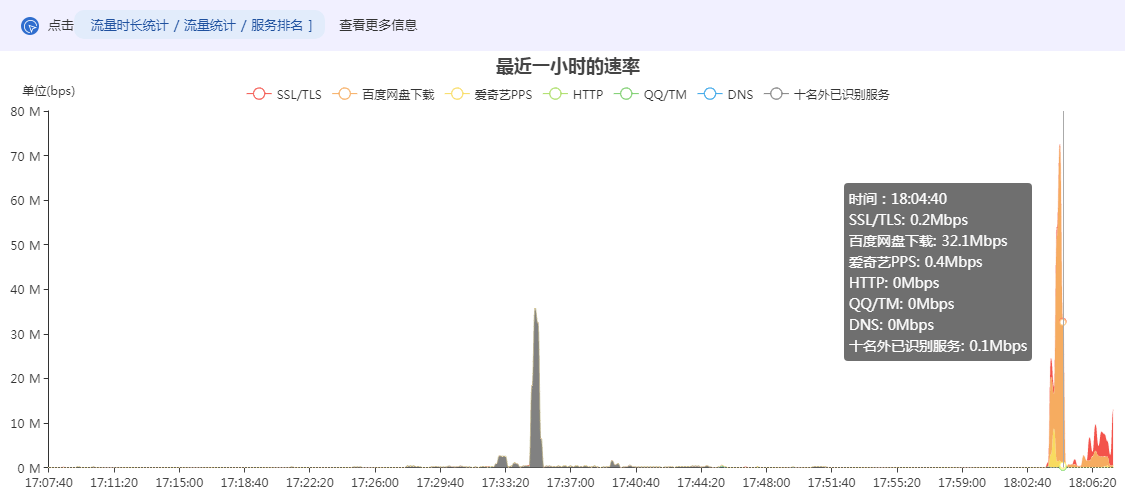 点击 流量时长统计 / 流量统计 / 服务排名 ] 查看更多信息
最近一小时的速率
单位(bps)
SSL/TLS 百度网盘下载 爱奇艺PPS HTTP QQ/TM DNS 十名外已识别服务
80 M
70 M
60 M
50 M
40 M
30 M
20 M
10 M
0 M
时间：18:04:40
SSL/TLS: 0.2Mbps
百度网盘下载: 32.1Mbps
爱奇艺PPS: 0.4Mbps
HTTP: 0Mbps
QQ/TM: 0Mbps
DNS: 0Mbps
十名外已识别服务: 0.1Mbps
17:07:40 17:11:20 17:15:00 17:18:40 17:22:20 17:26:00 17:29:40 17:33:20 17:37:00 17:40:40 17:44:20 17:48:00 17:51:40 17:55:20 17:59:00 18:02:40 18:06:20